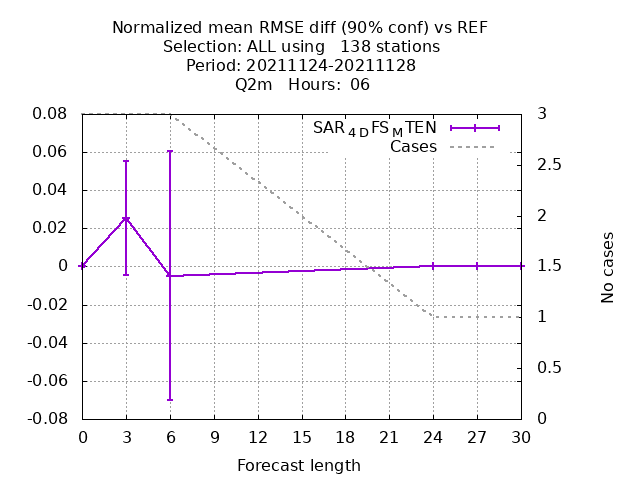 Normalized mean RMSE diff (90% conf) vs REF
Selection: ALL using   138 stations
Period: 20211124-20211128
Q2m   Hours:  06
SAR4DFSMTEN
Cases
0.08
0.06
0.04
0.02
0
-0.02
-0.04
-0.06
-0.08
3
2.5
2
1.5
1
0.5
0
No cases
0 3 6 9 12 15 18 21 24 27 30
Forecast length